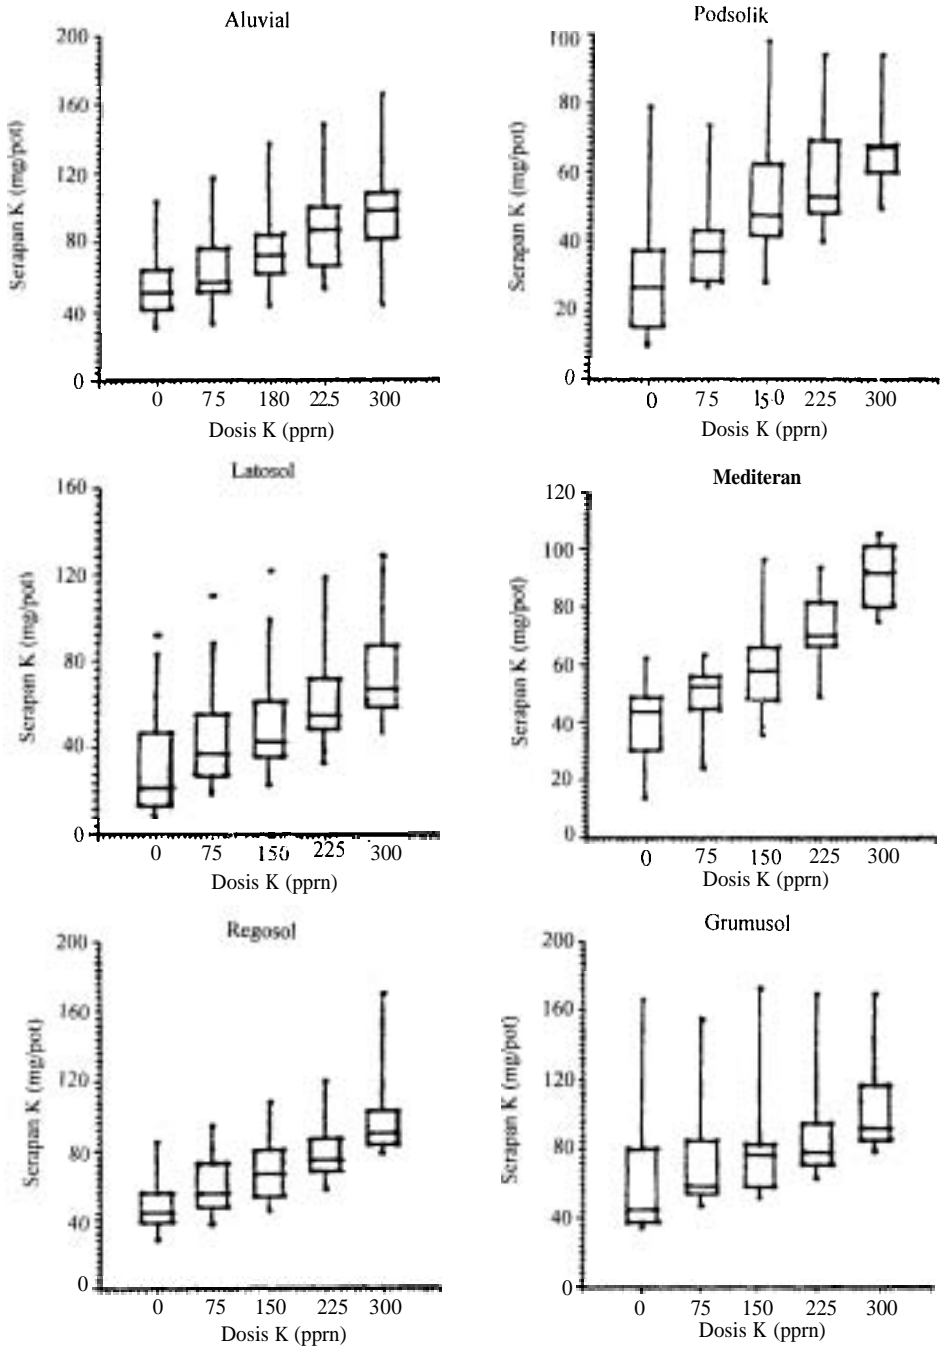 Aluvial
Serapan K (mg/pot)
200
160
120
80
40
0
0 75 180 225 300
Dosis K (pprn)
Podsolik
Serapan K (mg/pot)
100
80
60
40
20
0
0 75 150 225 300
Dosis K (pprn)
Latosol
Serapan K (mg/pot)
160
120
80
40
0
0 75 150 225 300
Dosis K (pprn)
Mediteran
Serapan K (mg/pot)
120
100
80
60
40
20
0
0 75 150 225 300
Dosis K (pprn)
Regosol
Serapan K (mg/pot)
200
160
120
80
40
0
0 75 150 225 300
Dosis K (pprn)
Grumusol
Serapan K (mg/pot)
200
160
120
80
40
0
0 75 150 225 300
Dosis K (pprn)